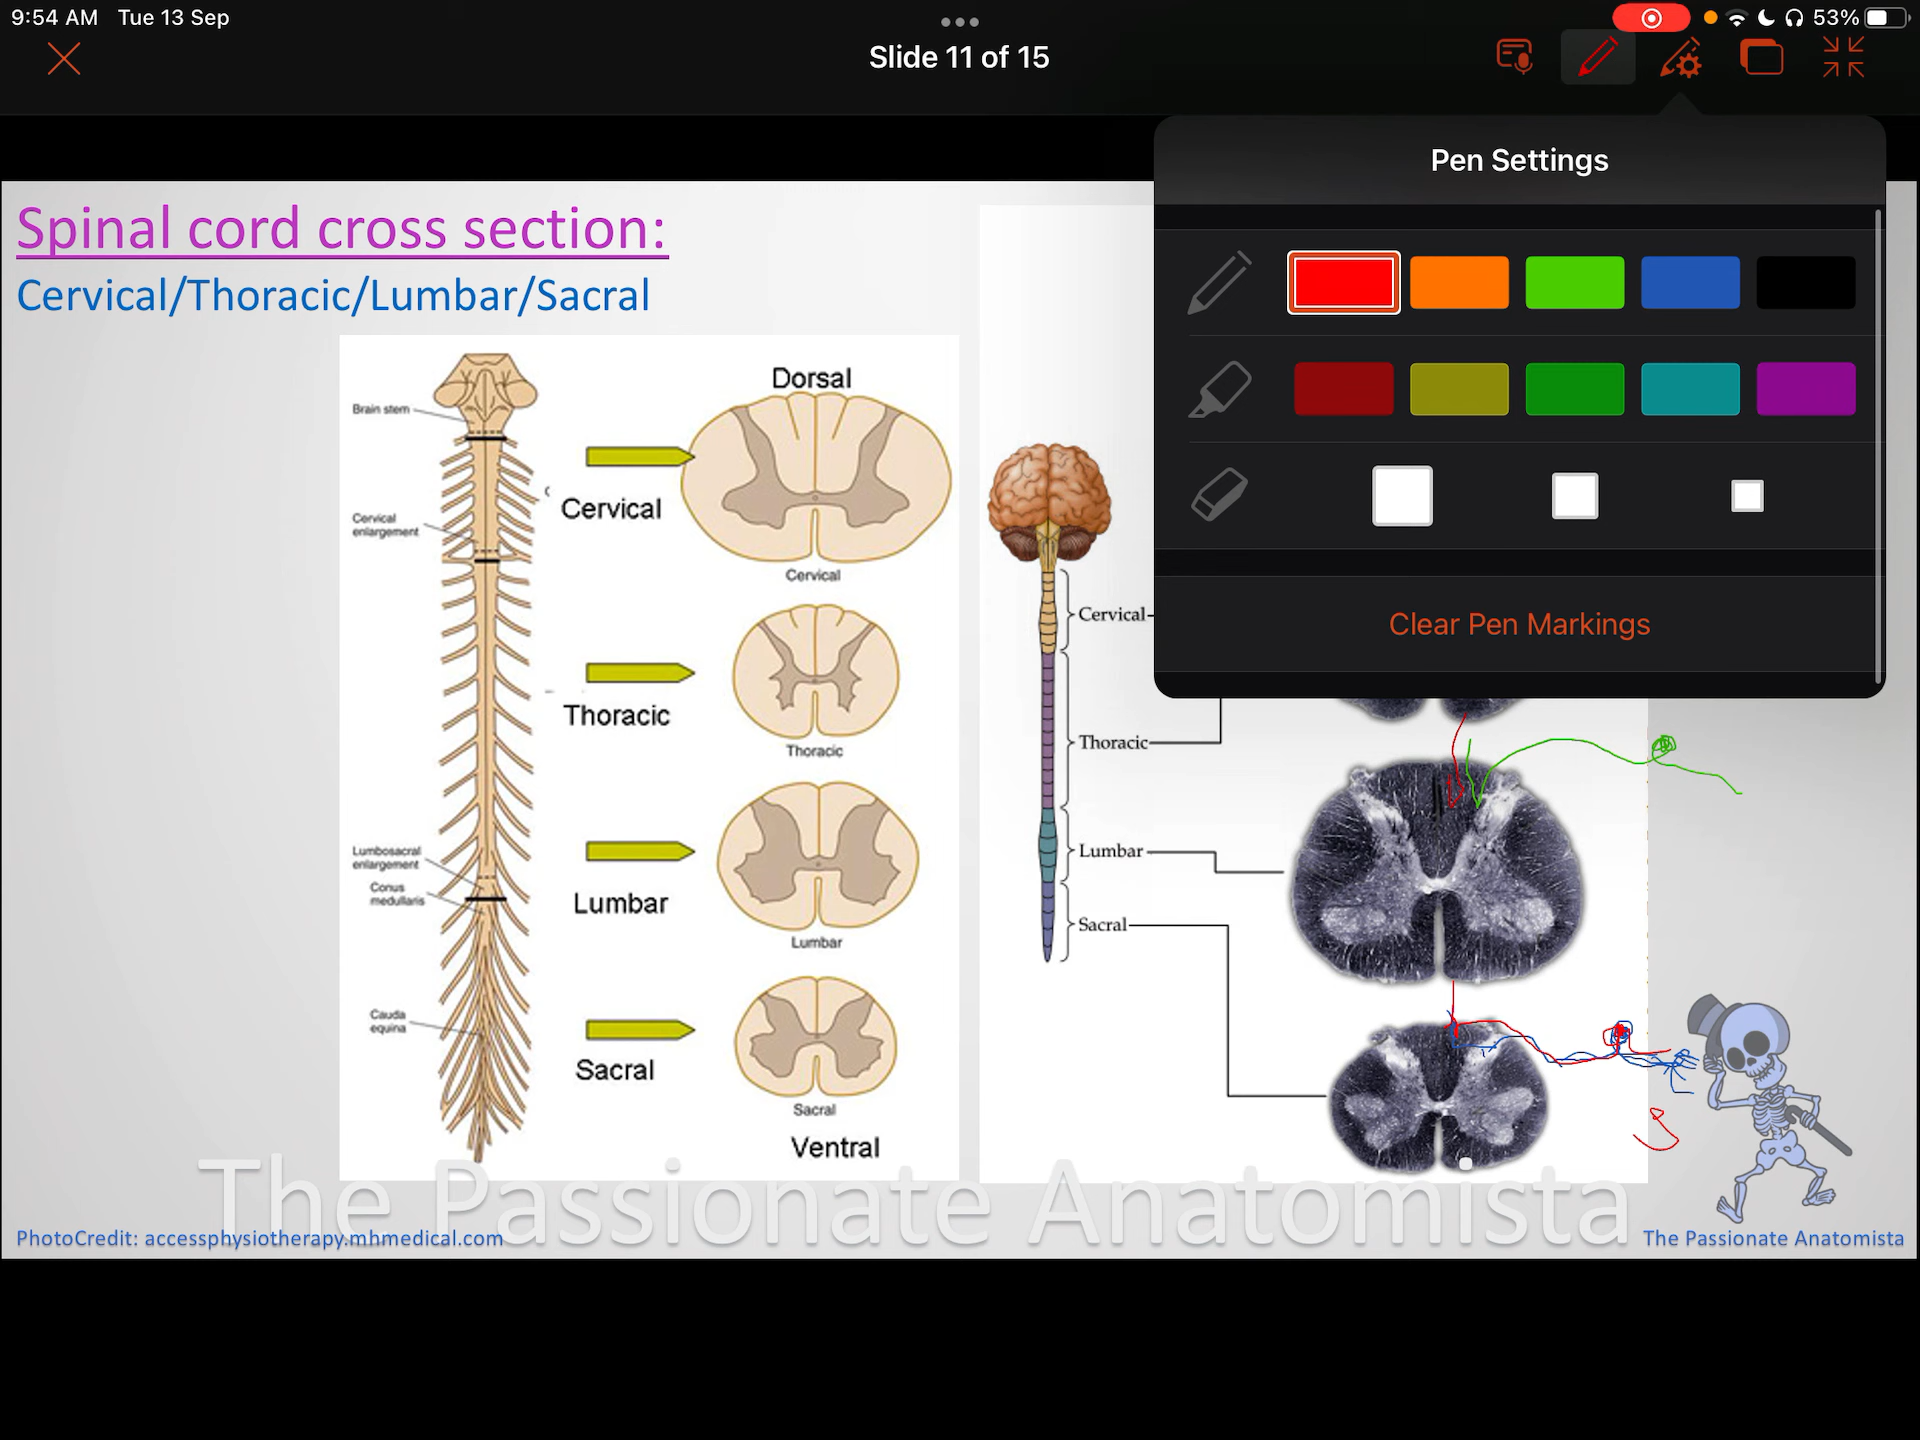 9:54 AM Tue 13 Sep
53%
Slide 11 of 15
Pen Settings
Clear Pen Markings
Spinal cord cross section:
Cervical/Thoracic/Lumbar/Sacral
Brain stem
Cervical
enlargement
Lumbosacral
enlargement
Conus
medullaris
Cauda
equina
Dorsal
Cervical
Cervical
Thoracic
Thoracic
Lumbar
Lumbar
Sacral
Sacral
Ventral
Cervical
Thoracic
Lumbar
Sacral
S
The Passionate Anatomista
PhotoCredit: accessphysiotherapy.mhmedical.com
The Passionate Anatomista